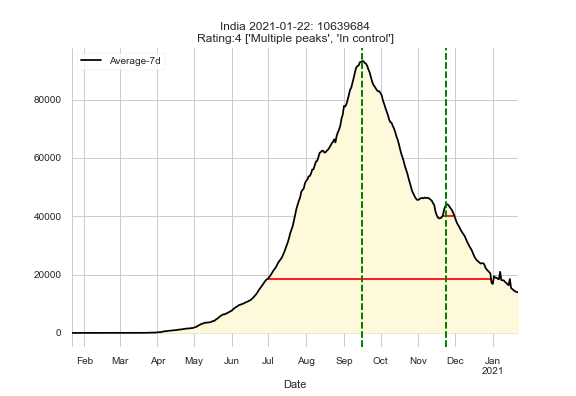 India 2021-01-22: 10639684
Rating:4 ['Multiple peaks', 'In control']
Average-7d
80000
60000
40000
20000
0
Feb Mar Apr May Jun Jul Aug Sep Oct Nov Dec Jan
2021
Date